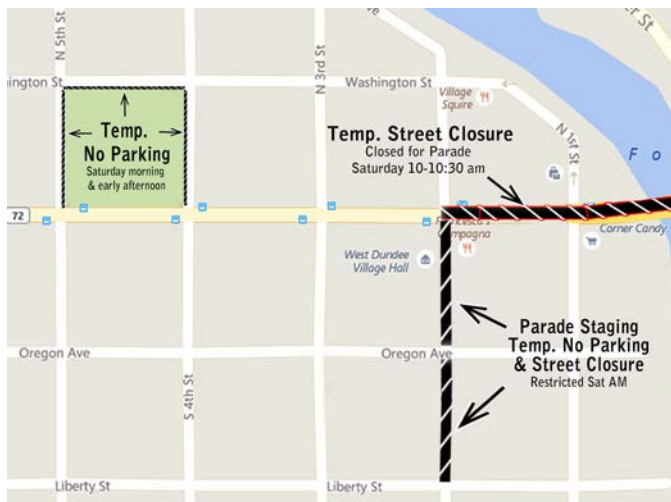 N 5th St
nington St
N 3rd St
Washington St
Village
Squire
N 1st St
Temp.
No Parking
Saturday morning
& early afternoon
Temp. Street Closure
Closed for Parade
Saturday 10-10:30 am
F o
72
Campagna
Corner Candy
West Dundee
Village Hall
Parade Staging
Temp. No Parking
& Street Closure
Restricted Sat AM
Oregon Ave
Oregon Ave
S 4th St
Liberty St
Liberty St